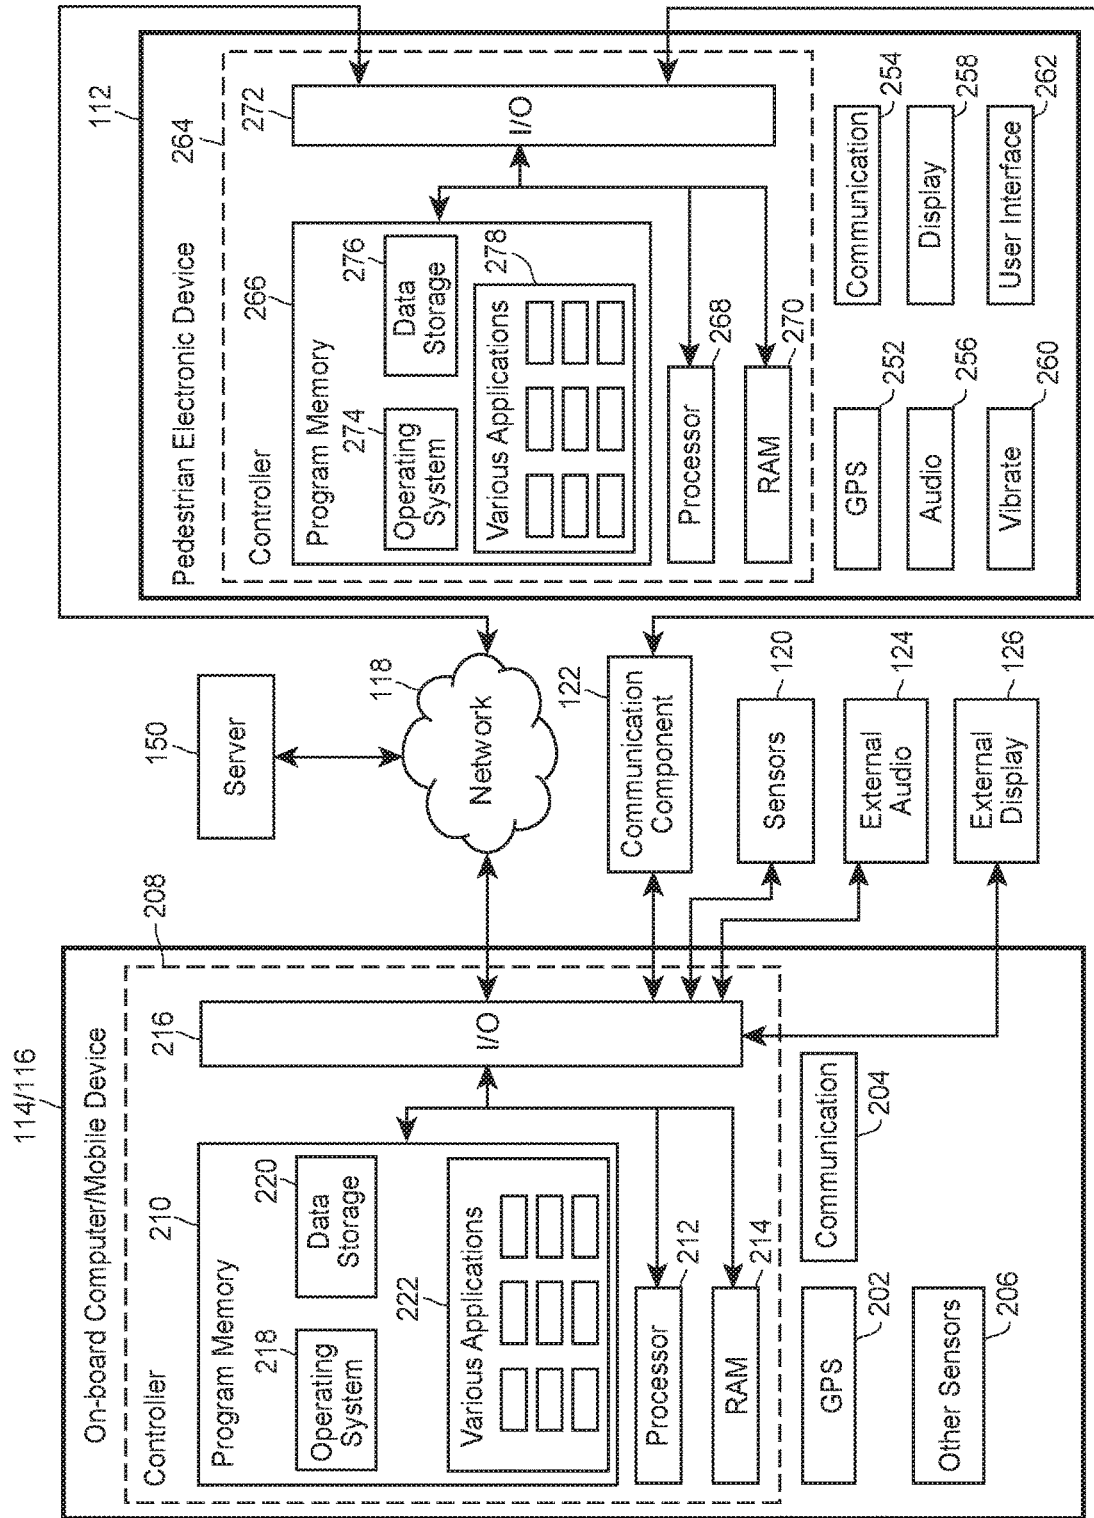 114/116
On-board Computer/Mobile Device
208
Controller
210
Program Memory
218
Operating
System
220
Data
Storage
222
Various Applications
Processor
212
RAM
214
216
I/O
GPS
202
Communication
204
Other Sensors
206
150
Server
118
Network
122
Communication
Component
Sensors
120
External
Audio
124
External
Display
126
112
Pedestrian Electronic Device
264
Controller
266
Program Memory
274
Operating
System
276
Data
Storage
278
Various Applications
Processor
268
RAM
270
272
I/O
GPS
252
Communication
254
Audio
256
Display
258
Vibrate
260
User Interface
262